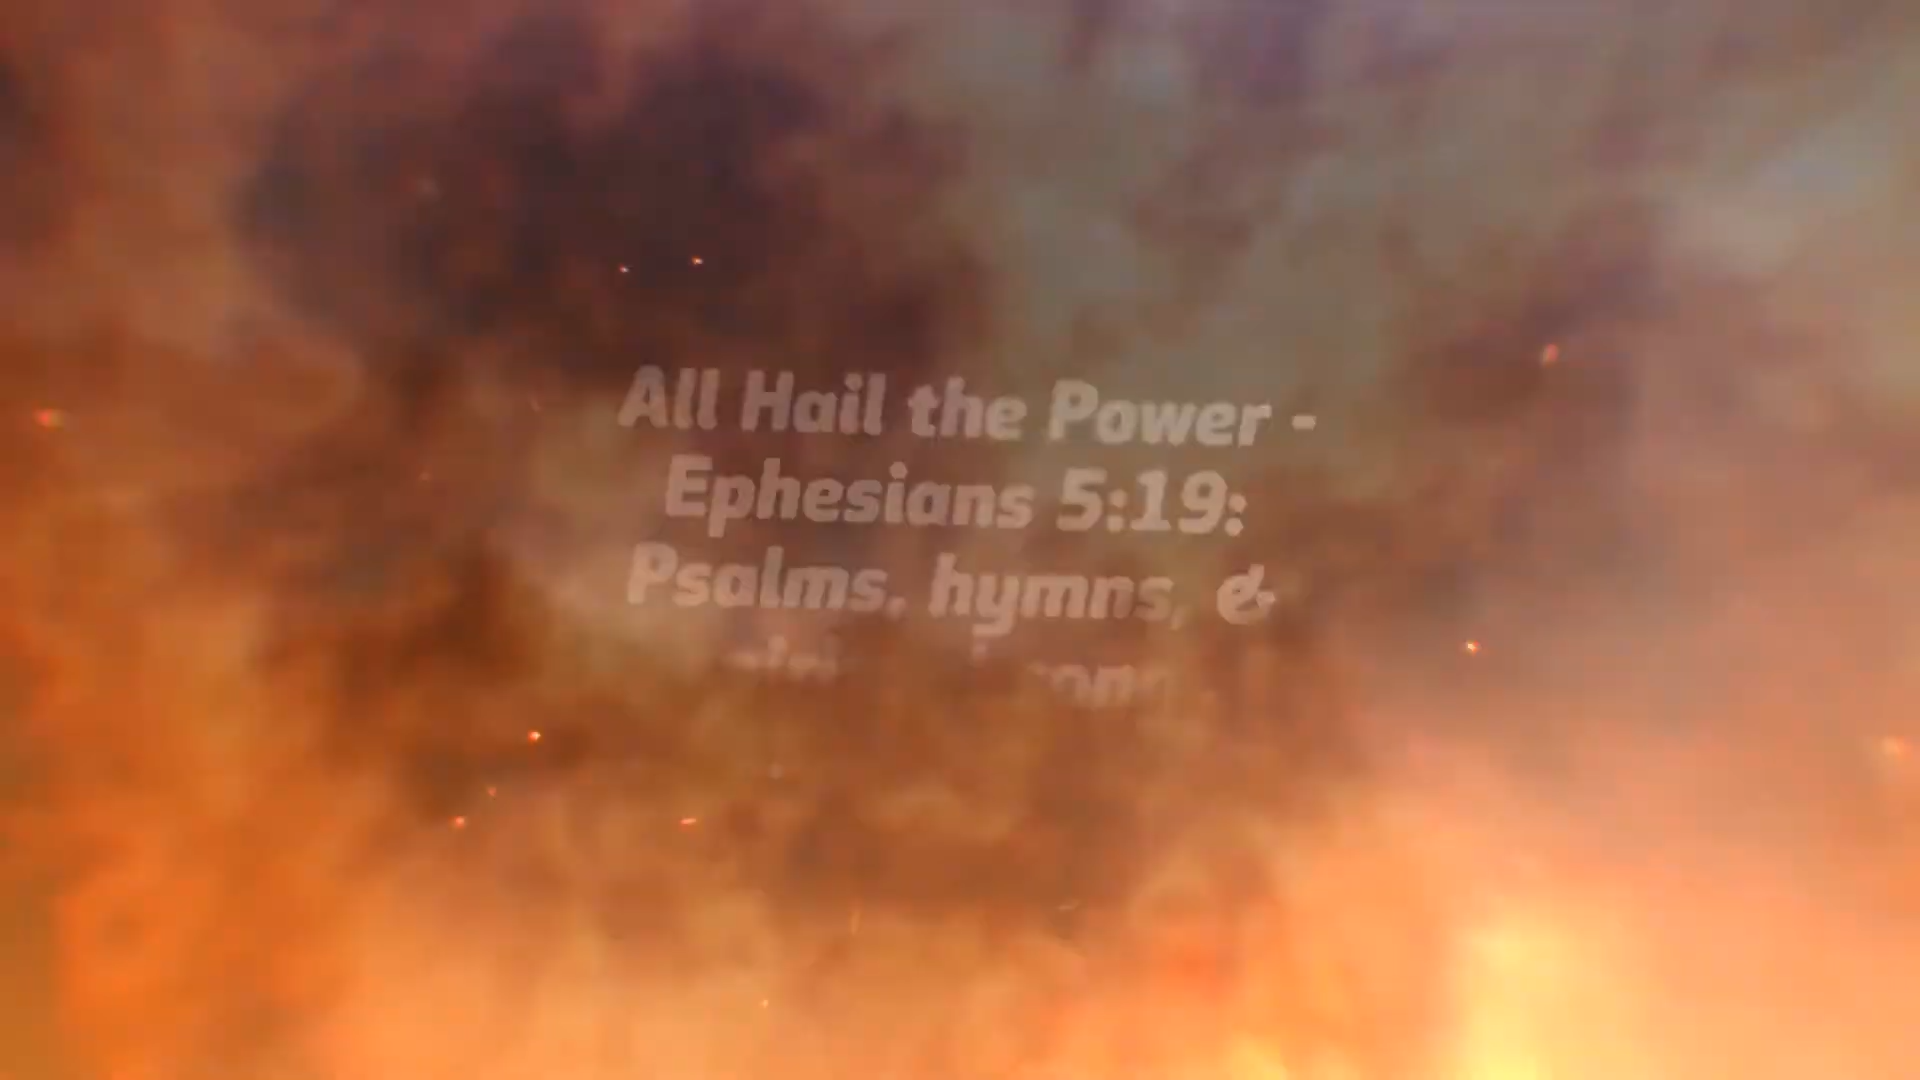 All Hail the Power -
Ephesians 5:19:
Psalms, hymns, &